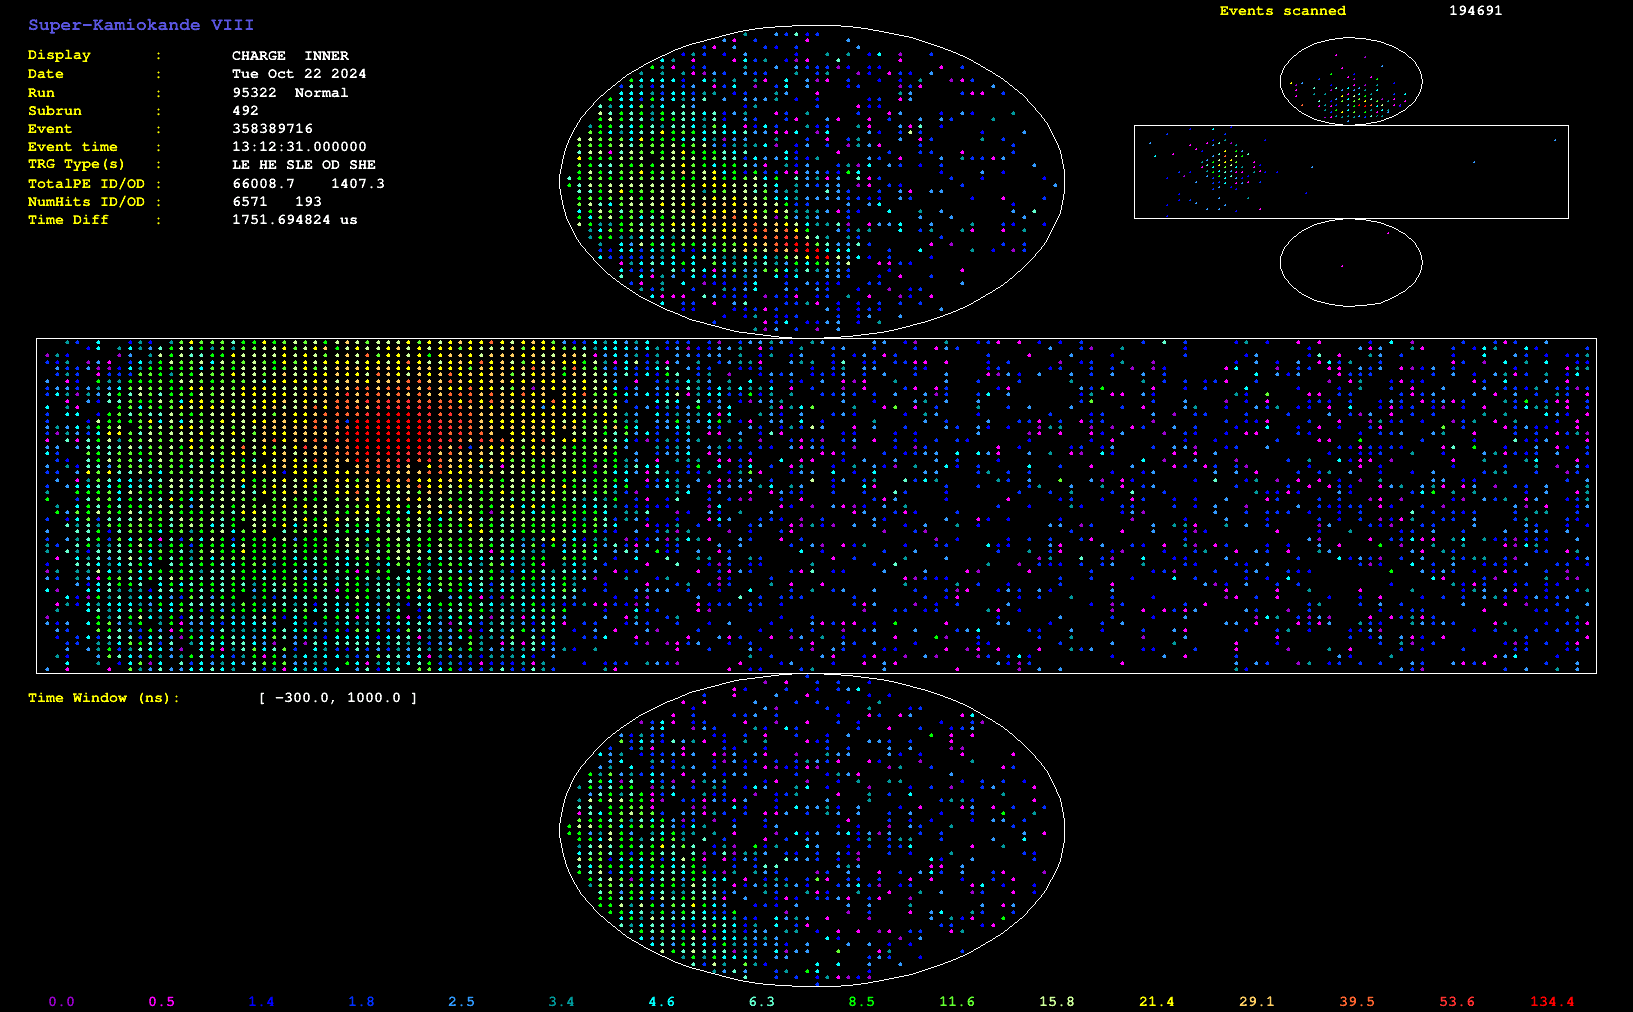 Super-Kamiokande VIII
Events scanned 194691
Display : CHARGE INNER
Date : Tue Oct 22 2024
Run : 95322 Normal
Subrun : 492
Event : 358389716
Event time : 13:12:31.000000
TRG Type(s) : LE HE SLE OD SHE
TotalPE ID/OD : 66008.7 1407.3
NumHits ID/OD : 6571 193
Time Diff : 1751.694824 us
Time Window (ns): [ -300.0, 1000.0 ]
0.0 0.5 1.4 1.8 2.5 3.4 4.6 6.3 8.5 11.6 15.8 21.4 29.1 39.5 53.6 134.4